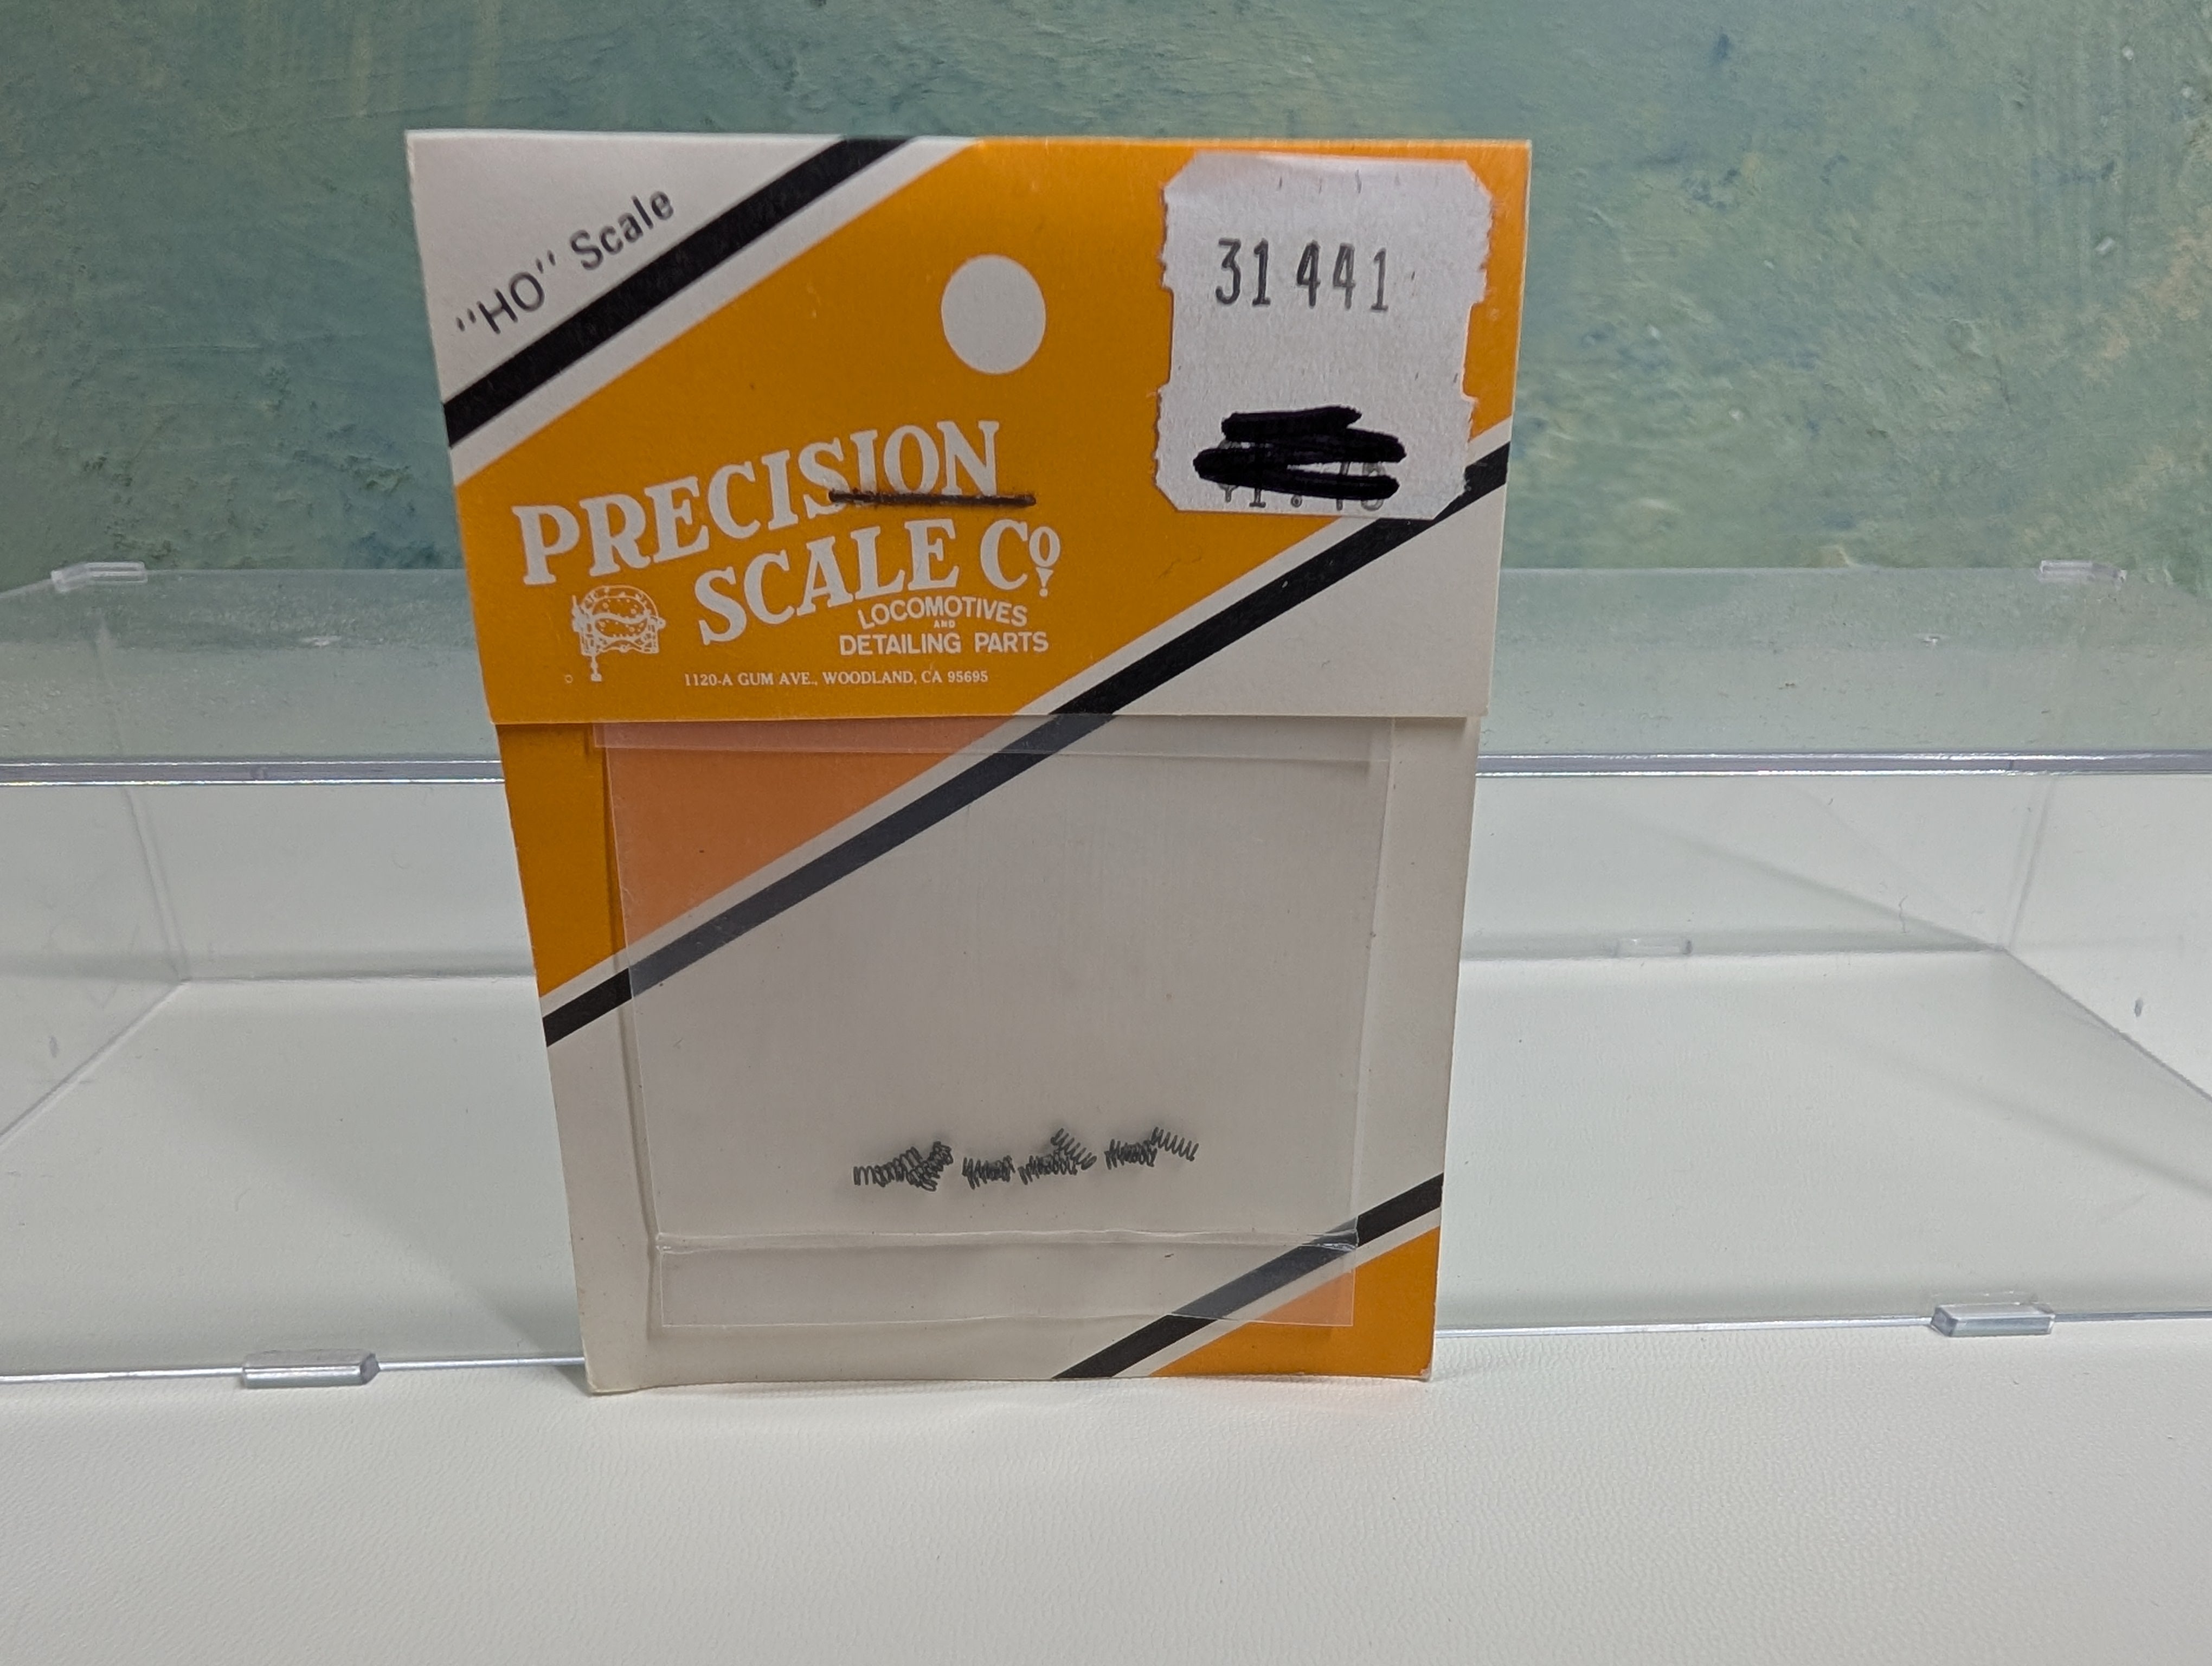 "HO" Scale
31441
PRECISION
SCALE CO.
LOCOMOTIVES
AND
DETAILING PARTS
1120-A GUM AVE., WOODLAND, CA 95695